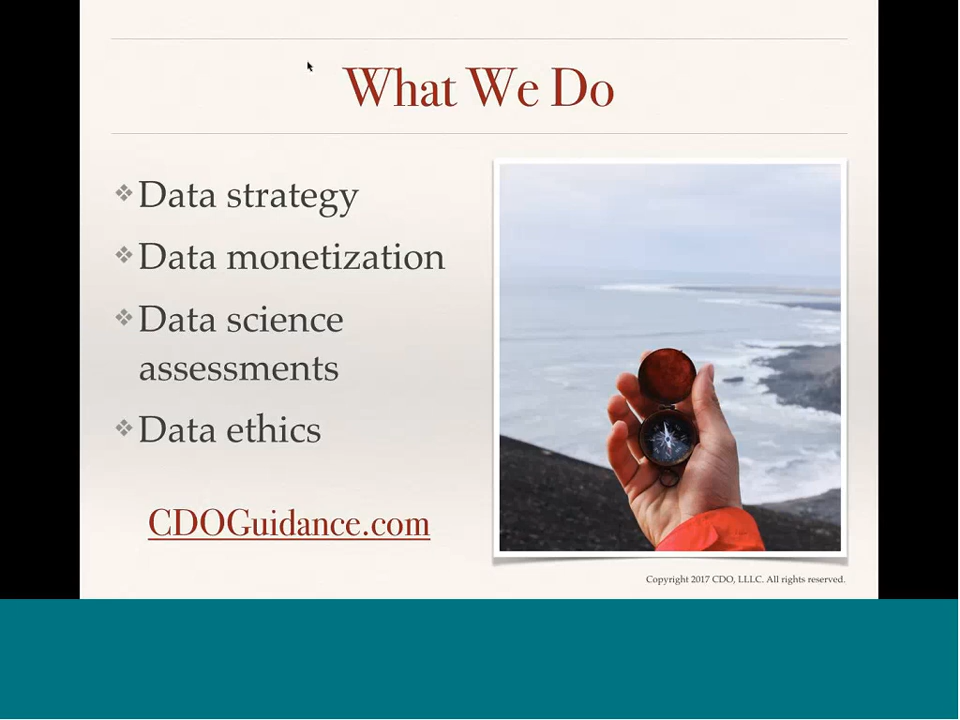 What We Do
❖ Data strategy
❖ Data monetization
❖ Data science
assessments
❖ Data ethics
CDOGuidance.com
Copyright 2017 CDO, LLLC. All rights reserved.